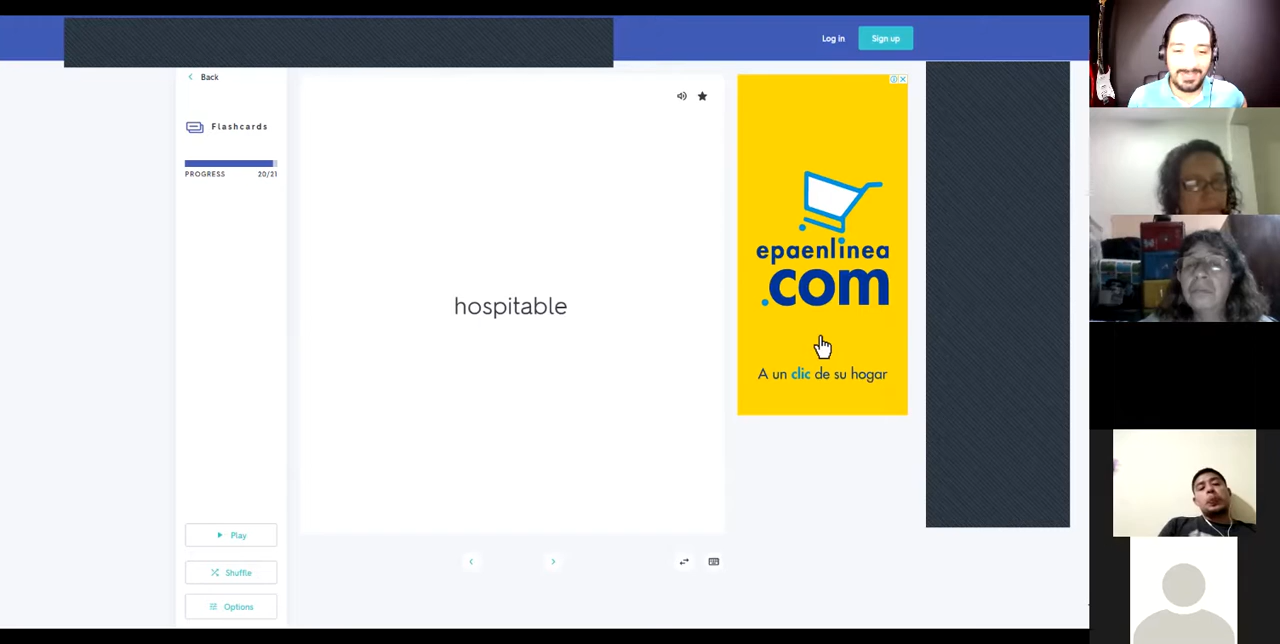 Log in
Sign up
Back
Flashcards
PROGRESS 20/21
hospitable
epaenlinea
.com
A un clic de su hogar
Play
Shuffle
Options